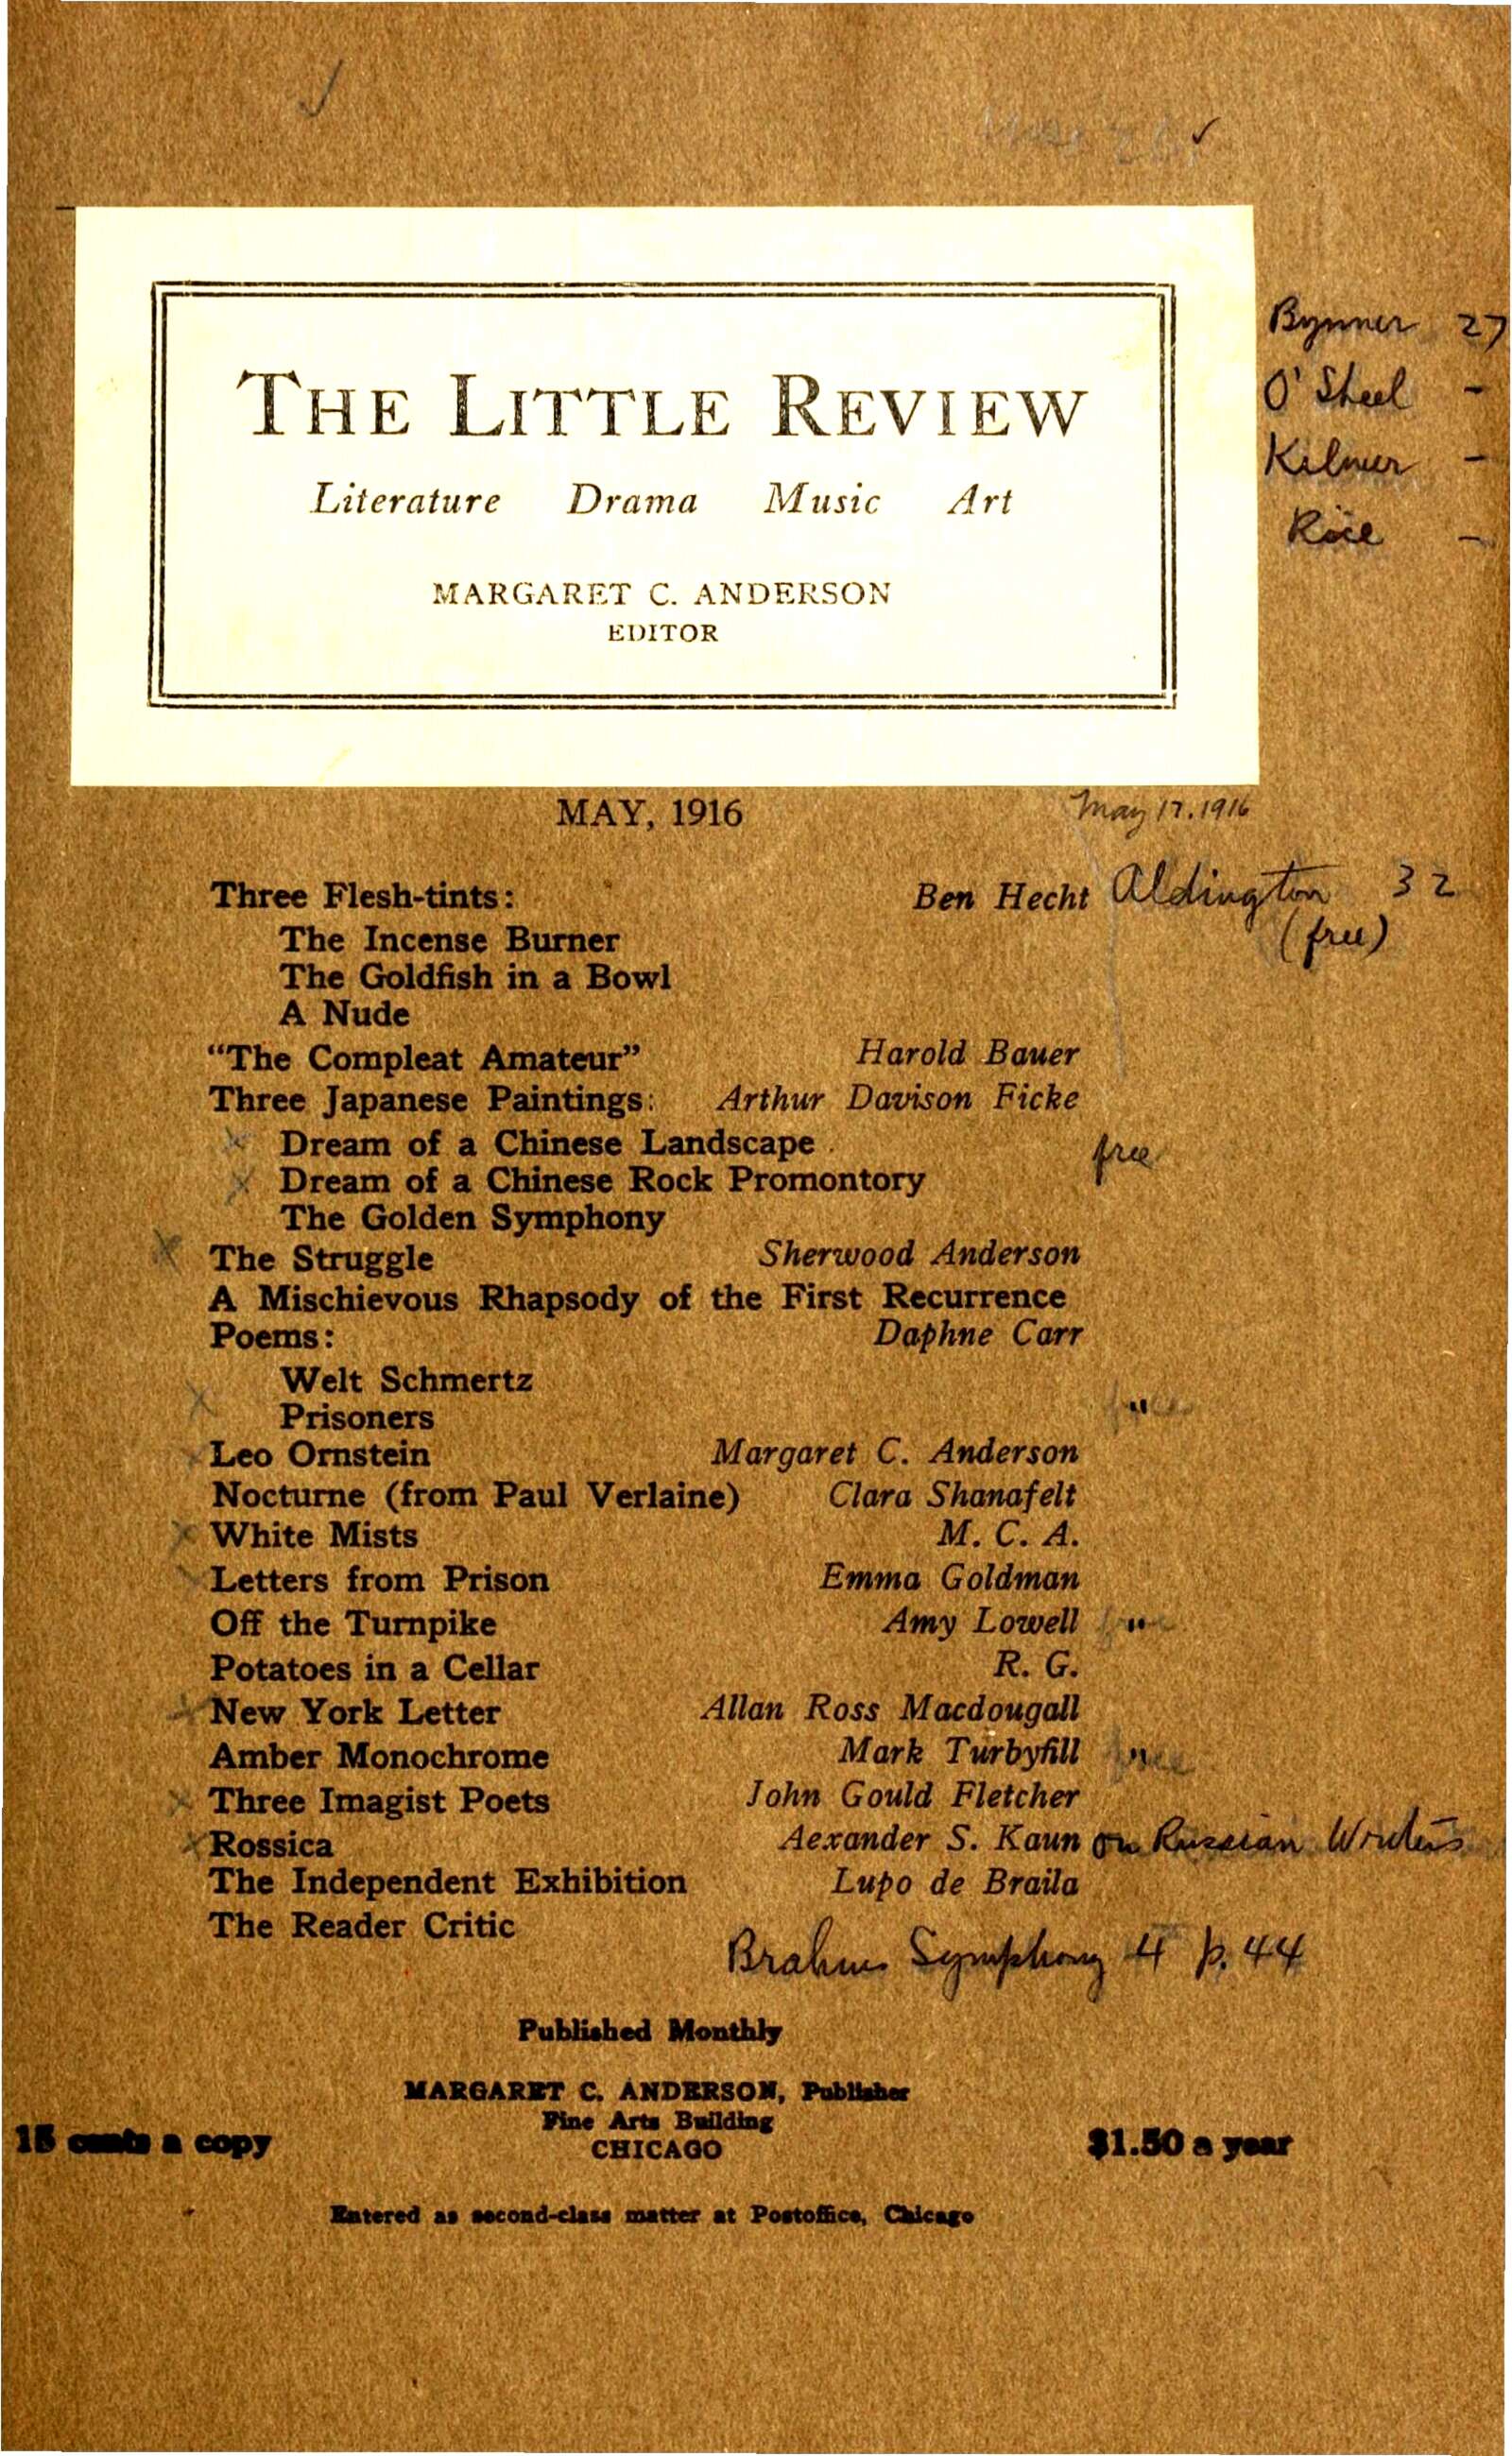 THE LITTLE REVIEW
Literature Drama Music Art
MARGARET C. ANDERSON
EDITOR
Bynner 27
O'Sheel -
Kilmer -
Rice -
MAY, 1916
May 17. 1916
Three Flesh-tints: Ben Hecht Aldington 32
(free)
The Incense Burner
The Goldfish in a Bowl
A Nude
“The Compleat Amateur” Harold Bauer
Three Japanese Paintings: Arthur Davison Ficke
Dream of a Chinese Landscape free
Dream of a Chinese Rock Promontory
The Golden Symphony
The Struggle Sherwood Anderson
A Mischievous Rhapsody of the First Recurrence
Poems: Daphne Carr
Welt Schmertz
Prisoners "
Leo Ornstein Margaret C. Anderson
Nocturne (from Paul Verlaine) Clara Shanafelt
White Mists M. C. A.
Letters from Prison Emma Goldman
Off the Turnpike Amy Lowell "
Potatoes in a Cellar R. G.
New York Letter Allan Ross Macdougall
Amber Monochrome Mark Turbyfill "
Three Imagist Poets John Gould Fletcher
Rossica Aexander S. Kaun on Russian Writers
The Independent Exhibition Lupo de Braila
The Reader Critic
Brahms Symphony 4 p. 44
Published Monthly
MARGARET C. ANDERSON, Publisher
Fine Arts Building
CHICAGO
15 cents a copy
$1.50 a year
Entered as second-class matter at Postoffice, Chicago